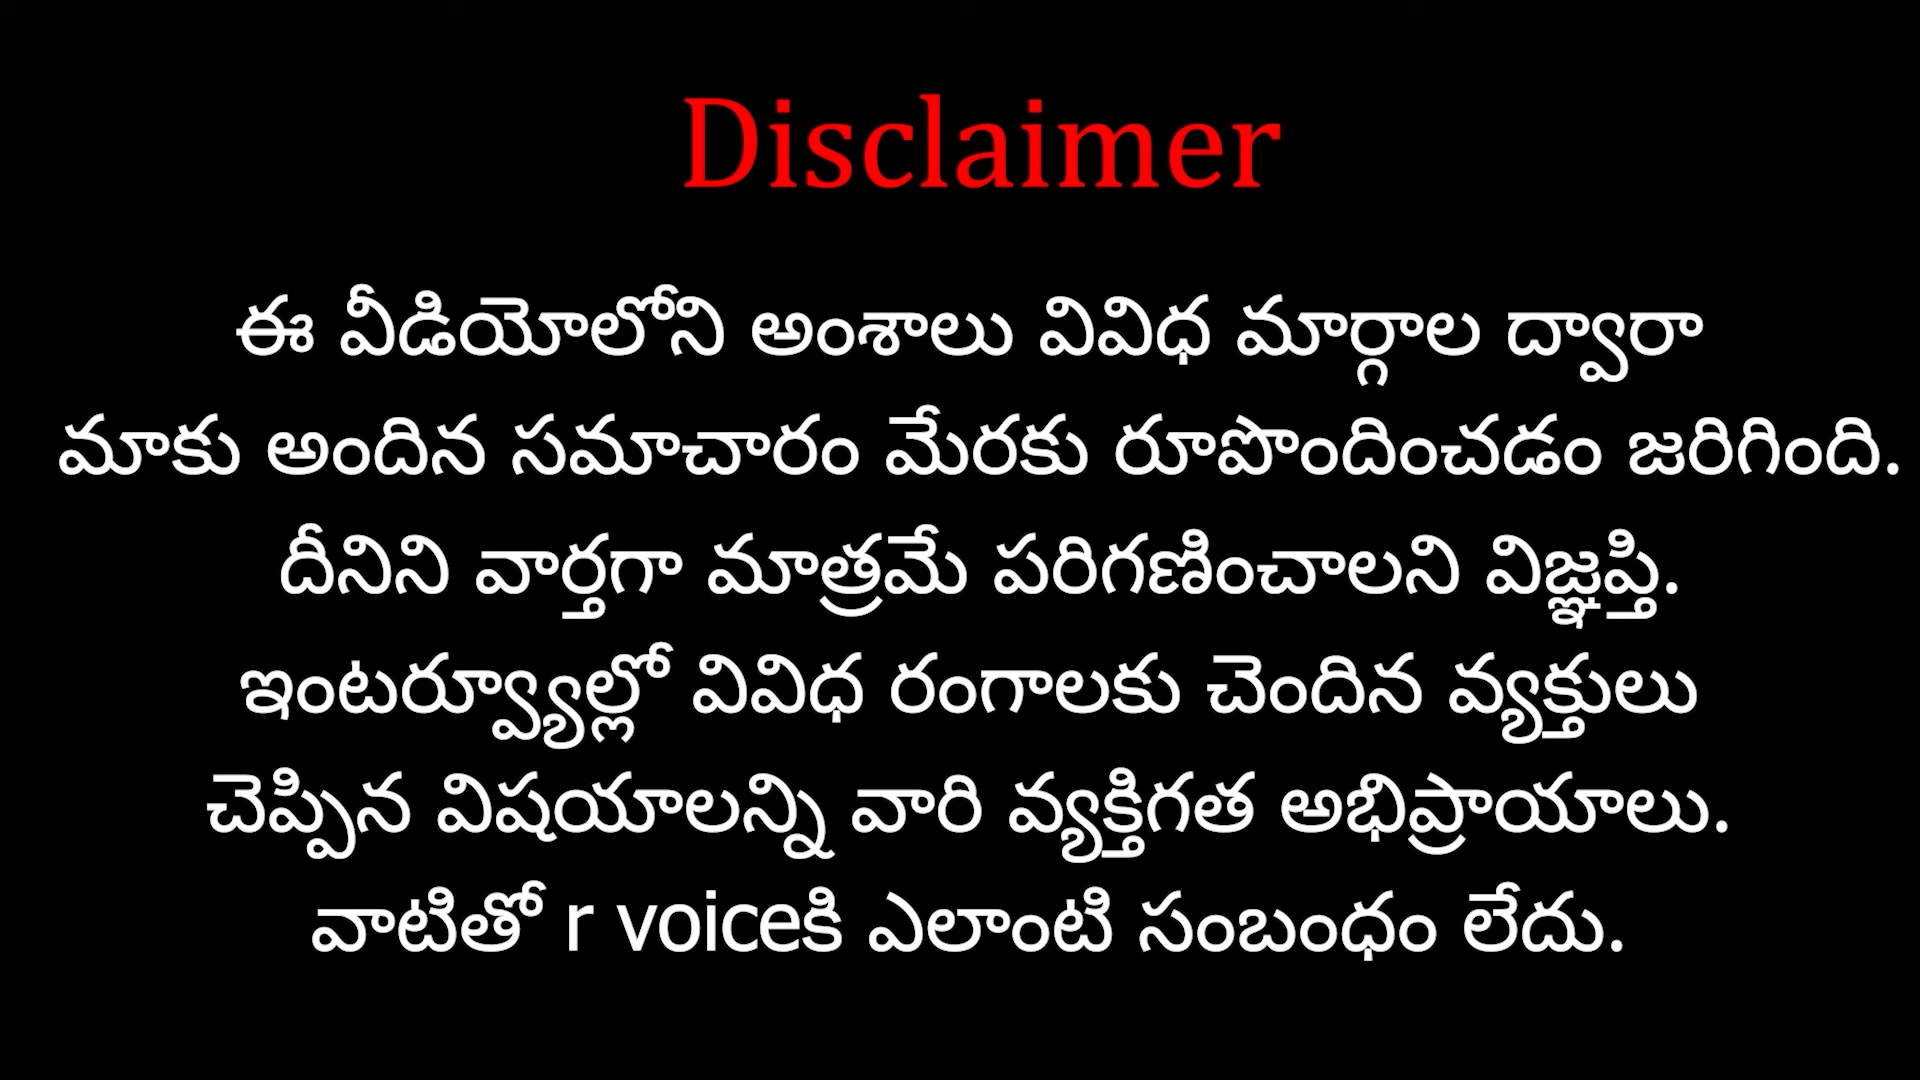 Disclaimer
ఈ వీడియోలోని అంశాలు వివిధ మార్గాల ద్వారా
మాకు అందిన సమాచారం మేరకు రూపొందించడం జరిగింది.
దీనిని వార్తగా మాత్రమే పరిగణించాలని విజ్ఞప్తి.
ఇంటర్వ్యూల్లో వివిధ రంగాలకు చెందిన వ్యక్తులు
చెప్పిన విషయాలన్ని వారి వ్యక్తిగత అభిప్రాయాలు.
వాటితో r voiceకి ఎలాంటి సంబంధం లేదు.